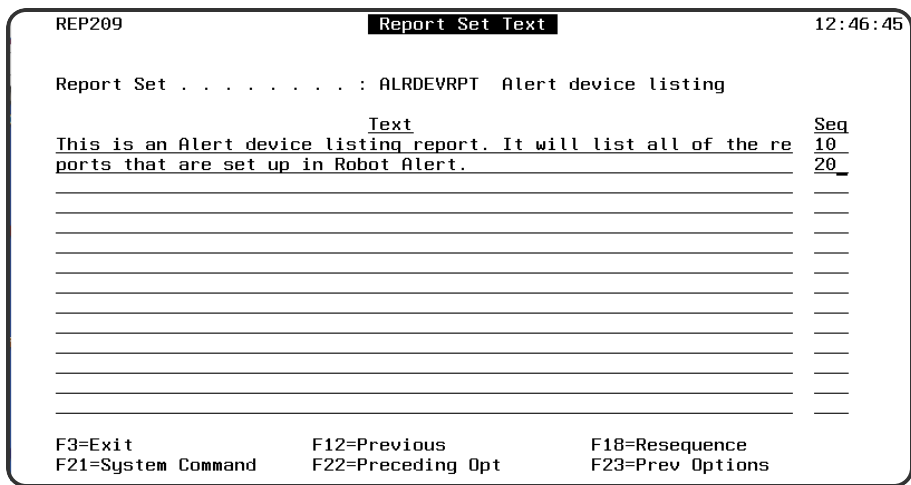 REP209 Report Set Text 12:46:45
Report Set . . . . . . . . : ALRDEVRPT Alert device listing
Text Seq
This is an Alert device listing report. It will list all of the re 10
ports that are set up in Robot Alert. 20_
F3=Exit F12=Previous F18=Resequence
F21=System Command F22=Preceding Opt F23=Prev Options